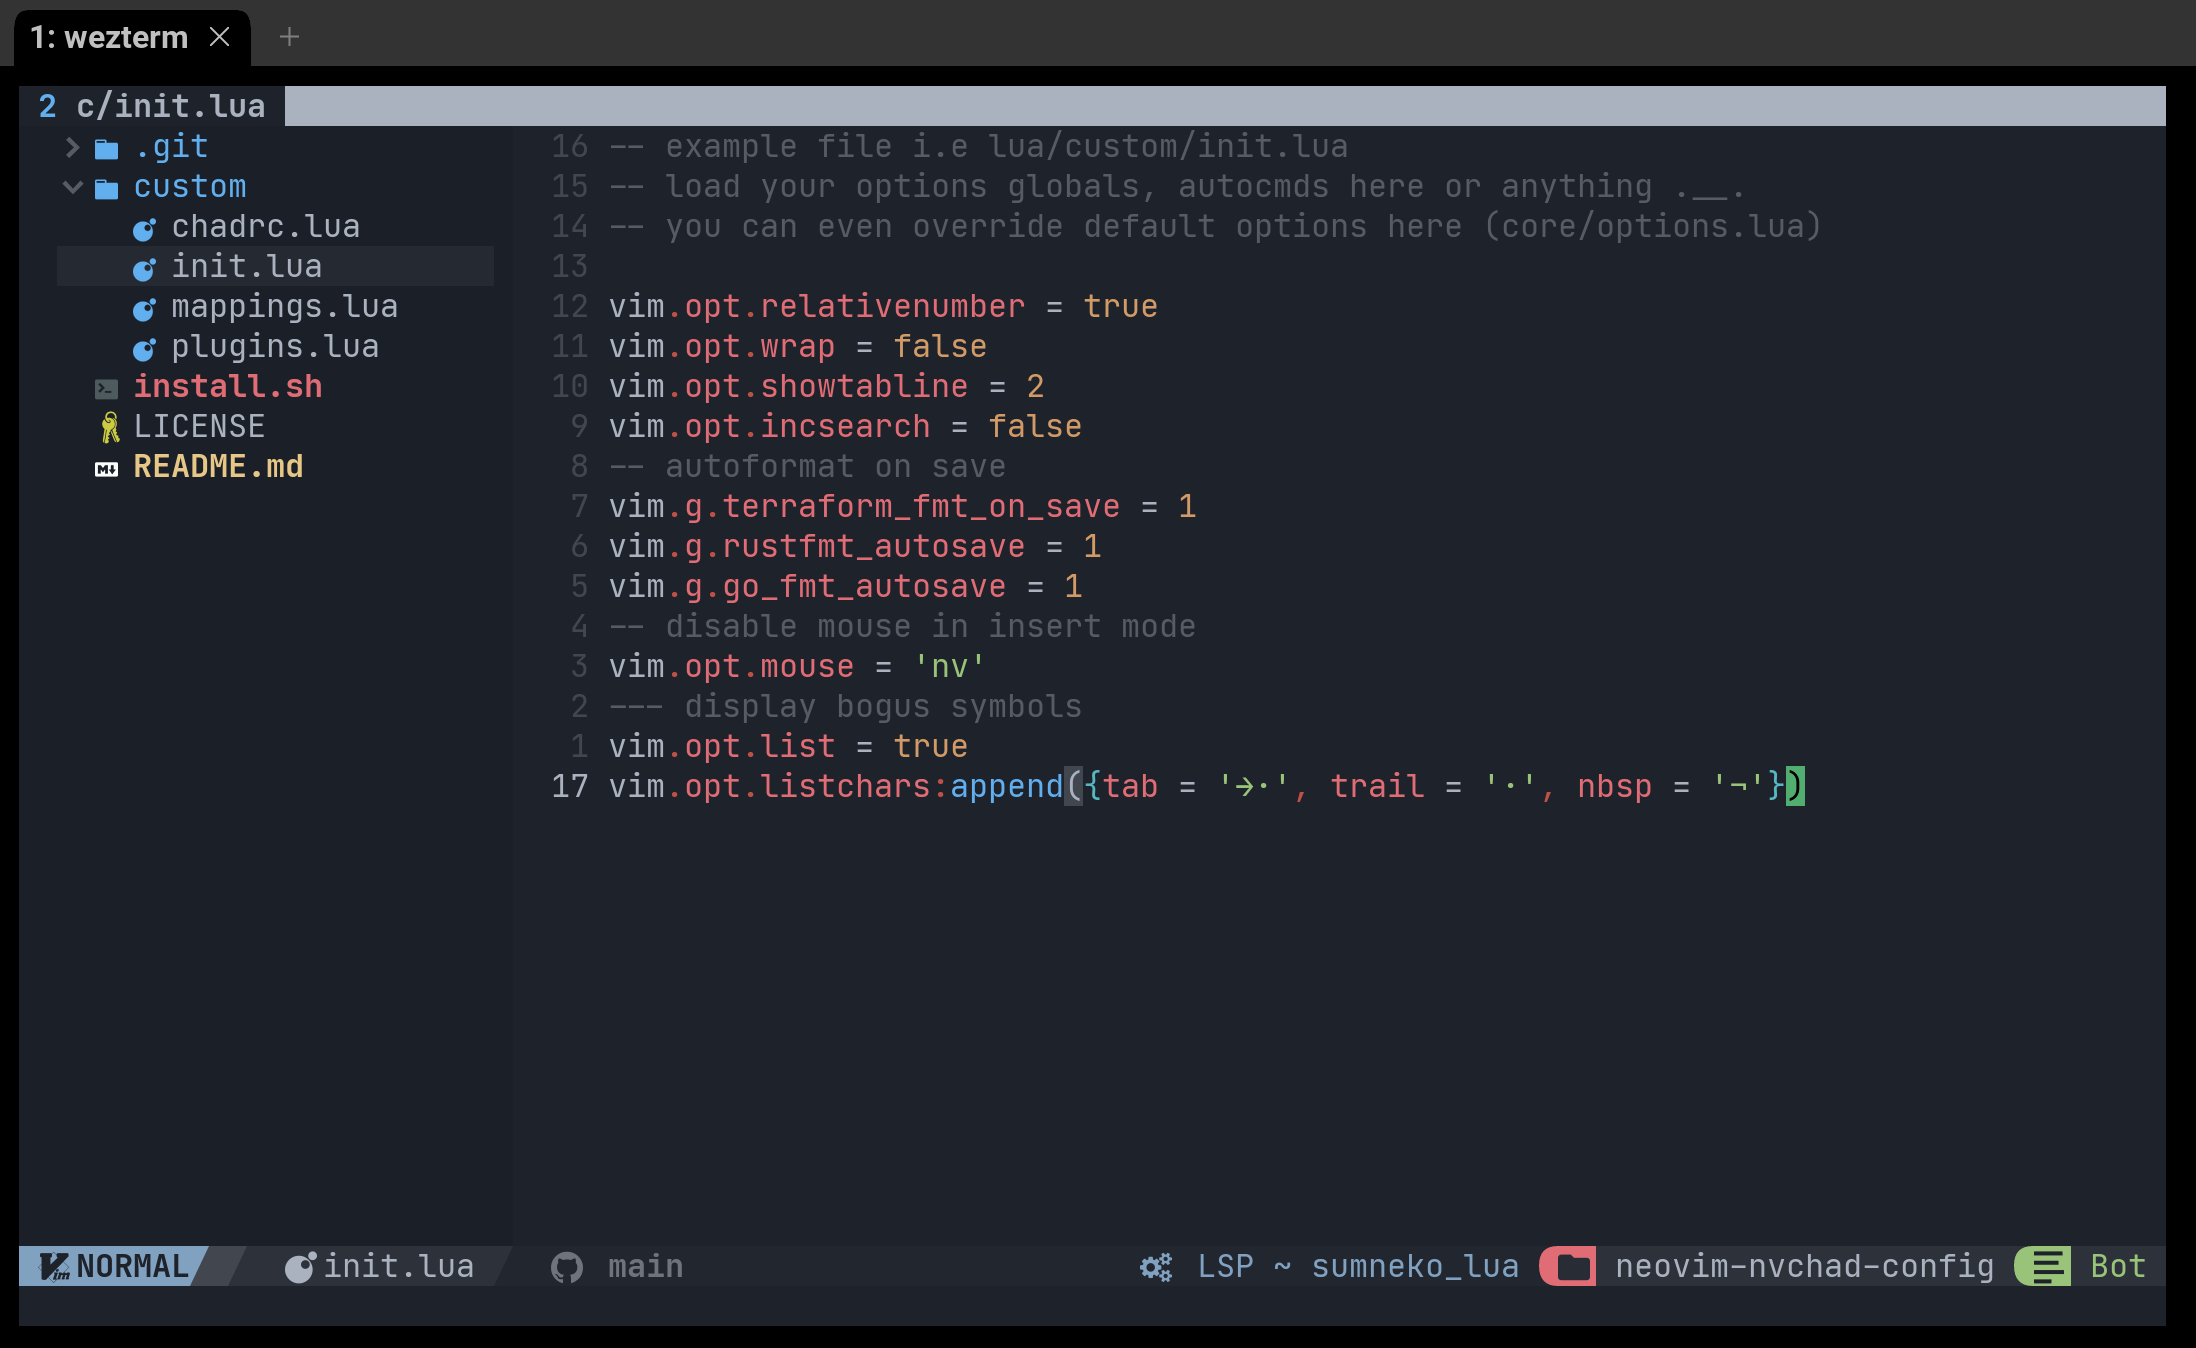 1: wezterm
2 c/init.lua
.git
custom
chadrc.lua
init.lua
mappings.lua
plugins.lua
install.sh
LICENSE
README.md
16 -- example file i.e lua/custom/init.lua
15 -- load your options globals, autocmds here or anything .__.
14 -- you can even override default options here (core/options.lua)
13
12 vim.opt.relativenumber = true
11 vim.opt.wrap = false
10 vim.opt.showtabline = 2
9 vim.opt.incsearch = false
8 -- autoformat on save
7 vim.g.terraform_fmt_on_save = 1
6 vim.g.rustfmt_autosave = 1
5 vim.g.go_fmt_autosave = 1
4 -- disable mouse in insert mode
3 vim.opt.mouse = 'nv'
2 --- display bogus symbols
1 vim.opt.list = true
17 vim.opt.listchars:append({tab = '→·', trail = '·', nbsp = '¬'})
NORMAL init.lua main LSP ~ sumneko_lua neovim-nvchad-config Bot